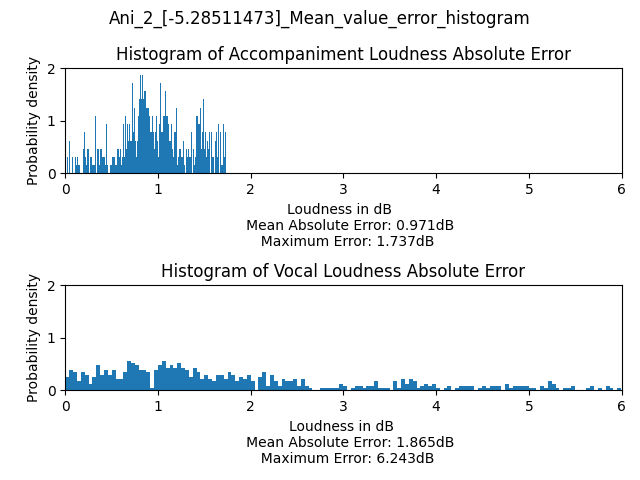 Ani_2_[-5.28511473]_Mean_value_error_histogram
Histogram of Accompaniment Loudness Absolute Error
Probability density
2
1
0
0 1 2 3 4 5 6
Loudness in dB
Mean Absolute Error: 0.971dB
Maximum Error: 1.737dB
Histogram of Vocal Loudness Absolute Error
Probability density
2
1
0
0 1 2 3 4 5 6
Loudness in dB
Mean Absolute Error: 1.865dB
Maximum Error: 6.243dB